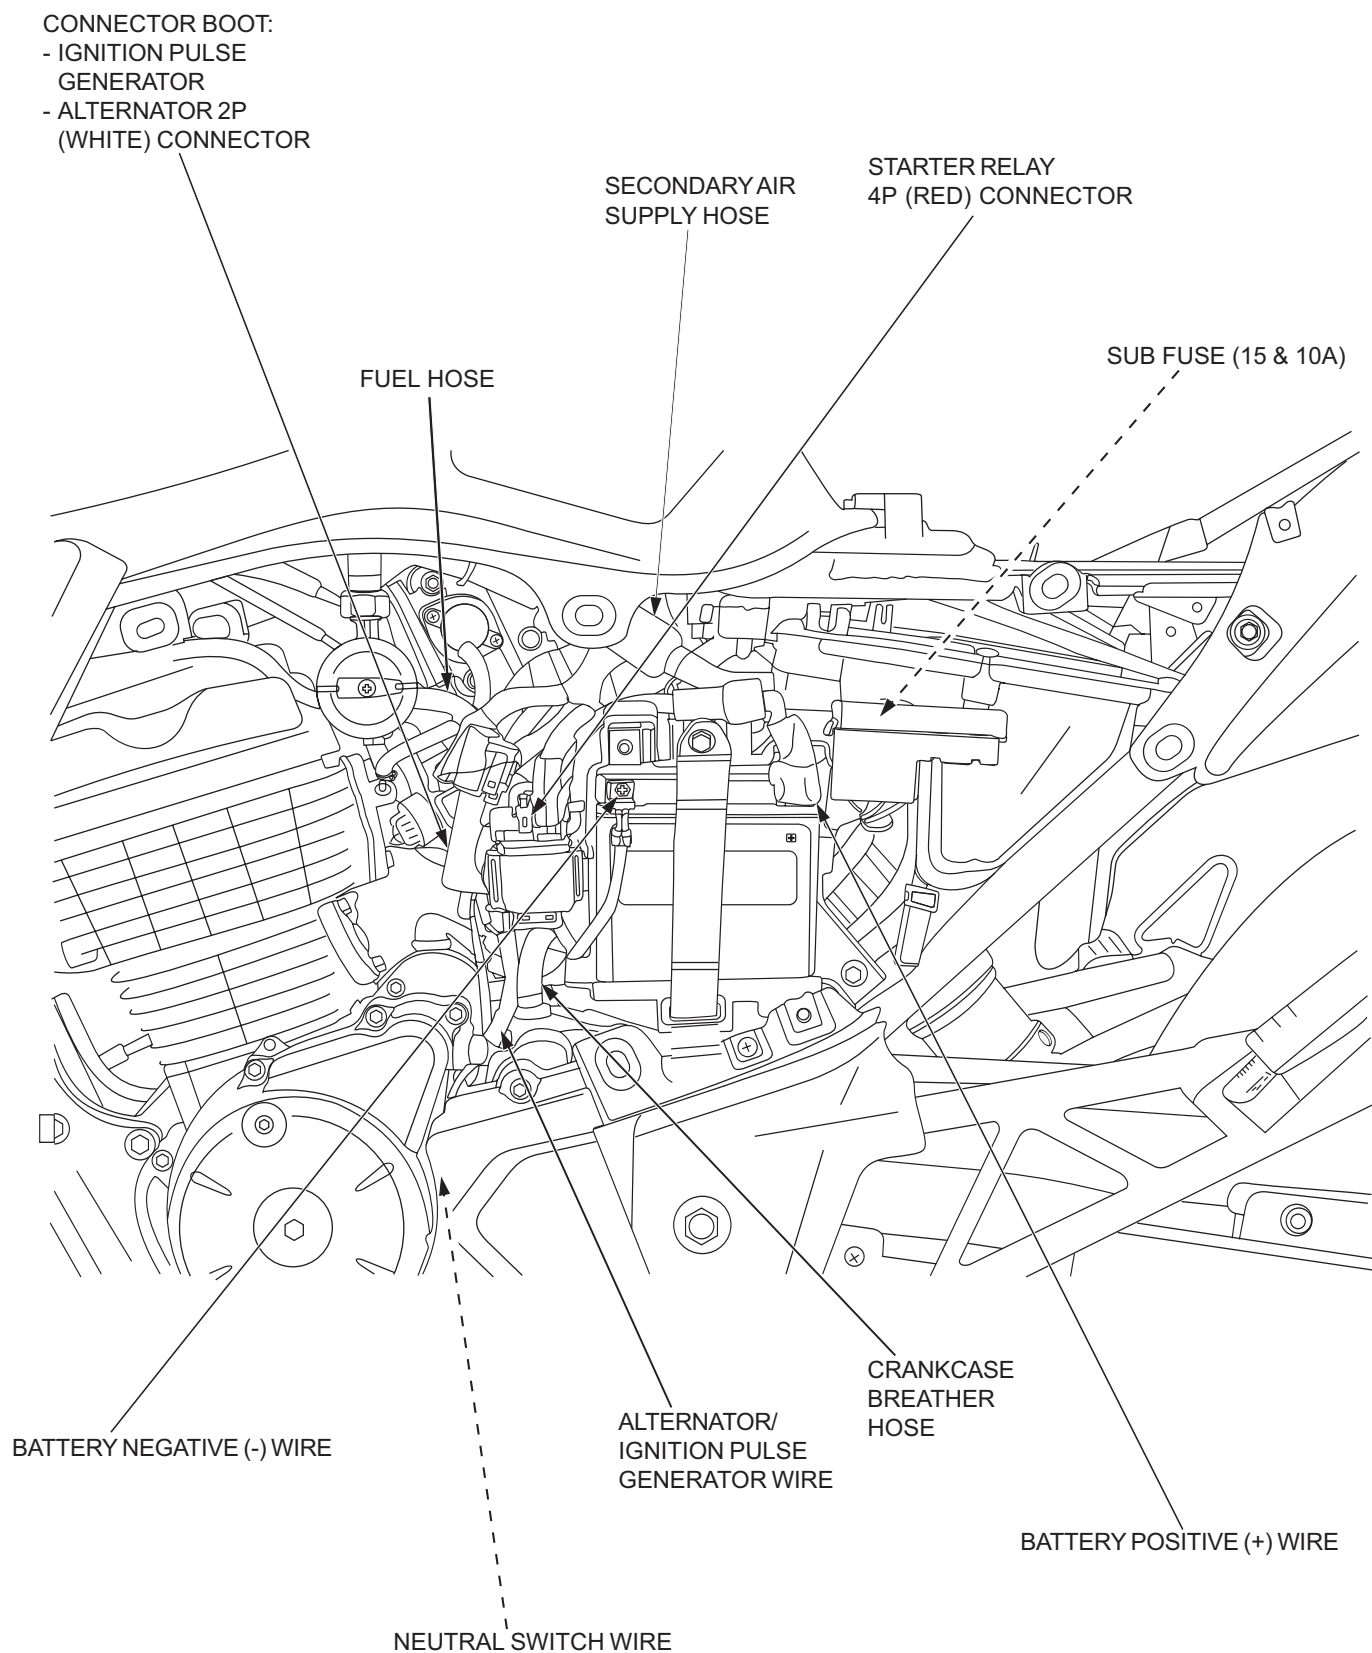 CONNECTOR BOOT:
- IGNITION PULSE
GENERATOR
- ALTERNATOR 2P
(WHITE) CONNECTOR
SECONDARY AIR
SUPPLY HOSE
STARTER RELAY
4P (RED) CONNECTOR
SUB FUSE (15 & 10A)
FUEL HOSE
CRANKCASE
BREATHER
HOSE
ALTERNATOR/
IGNITION PULSE
GENERATOR WIRE
BATTERY NEGATIVE (-) WIRE
BATTERY POSITIVE (+) WIRE
NEUTRAL SWITCH WIRE